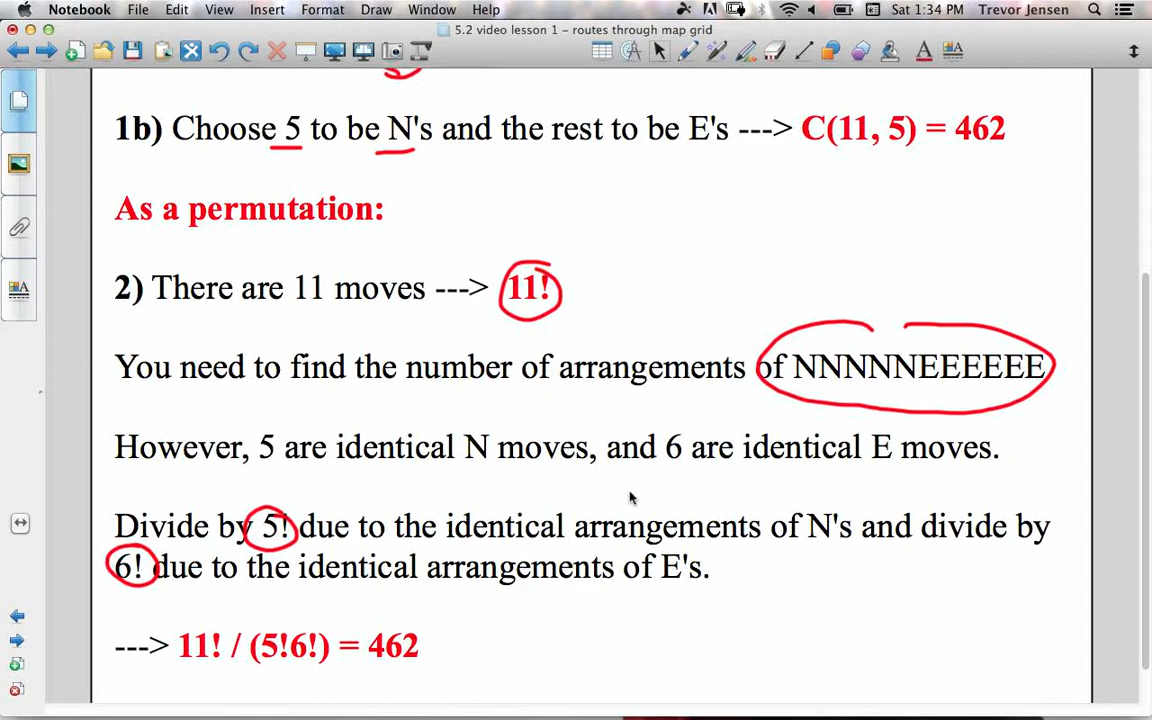 Notebook File Edit View Insert Format Draw Window Help Sat 1:34 PM Trevor Jensen
5.2 video lesson 1 – routes through map grid
1b) Choose 5 to be N's and the rest to be E's ---> C(11, 5) = 462
As a permutation:
2) There are 11 moves ---> 11!
You need to find the number of arrangements of NNNNNEEEEEE
However, 5 are identical N moves, and 6 are identical E moves.
Divide by 5! due to the identical arrangements of N's and divide by
6! due to the identical arrangements of E's.
---> 11! / (5!6!) = 462